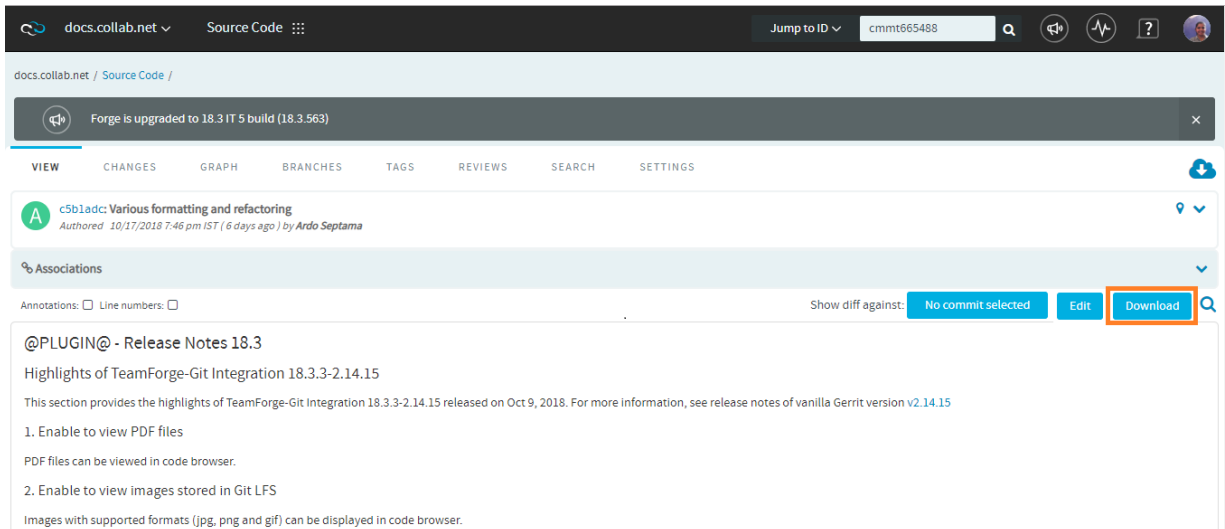 docs.collab.net Source Code Jump to ID cmmt665488 ?
docs.collab.net / Source Code /
Forge is upgraded to 18.3 IT 5 build (18.3.563) ×
VIEW CHANGES GRAPH BRANCHES TAGS REVIEWS SEARCH SETTINGS
A c5b1adc: Various formatting and refactoring
Authored 10/17/2018 7:46 pm IST ( 6 days ago ) by Ardo Septama
Associations
Annotations: Line numbers: Show diff against: No commit selected Edit Download
@PLUGIN@ - Release Notes 18.3
Highlights of TeamForge-Git Integration 18.3.3-2.14.15
This section provides the highlights of TeamForge-Git Integration 18.3.3-2.14.15 released on Oct 9, 2018. For more information, see release notes of vanilla Gerrit version v2.14.15
1. Enable to view PDF files
PDF files can be viewed in code browser.
2. Enable to view images stored in Git LFS
Images with supported formats (jpg, png and gif) can be displayed in code browser.